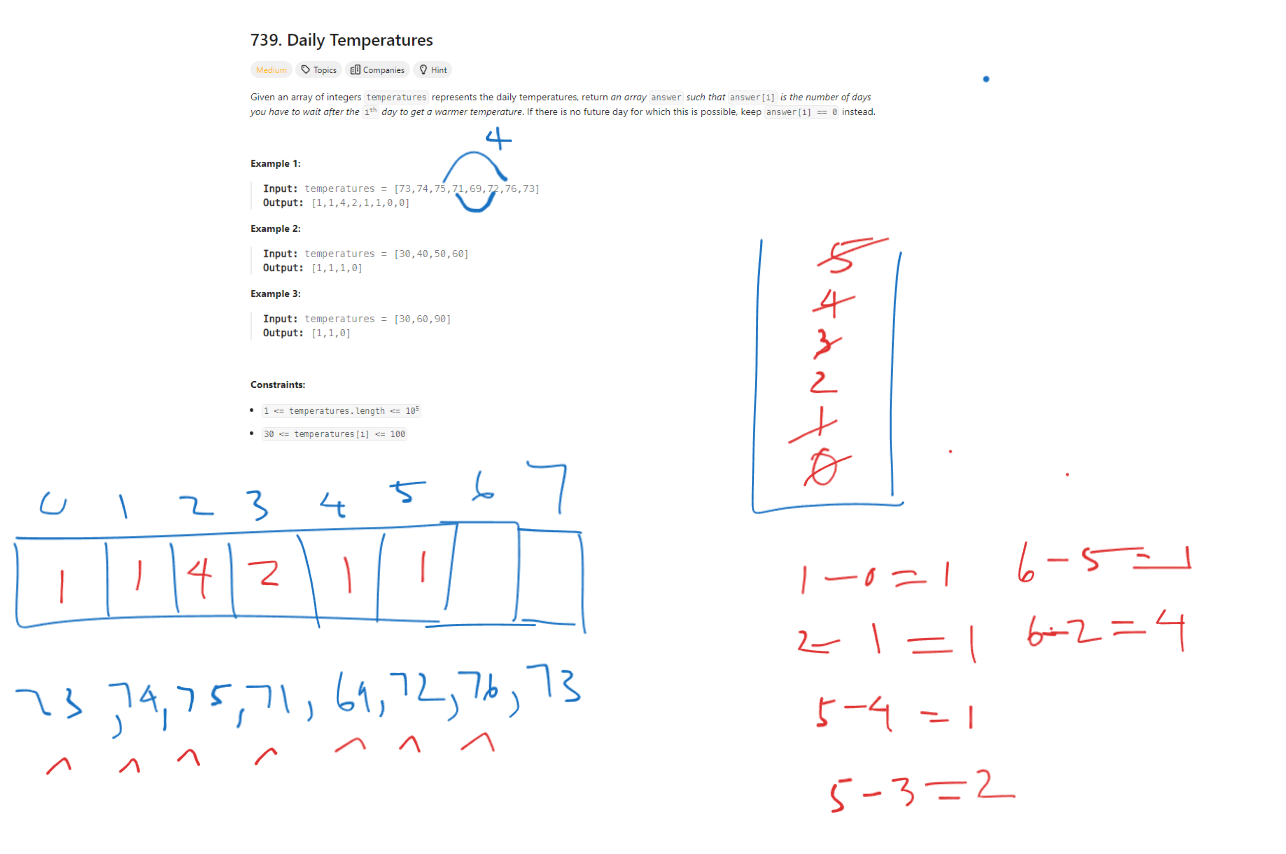 739. Daily Temperatures
Medium Topics Companies Hint
Given an array of integers temperatures represents the daily temperatures, return an array answer such that answer[i] is the number of days
you have to wait after the iᵗʰ day to get a warmer temperature. If there is no future day for which this is possible, keep answer[i] == 0 instead.
4
Example 1:
Input: temperatures = [73,74,75,71,69,72,76,73]
Output: [1,1,4,2,1,1,0,0]
Example 2:
Input: temperatures = [30,40,50,60]
Output: [1,1,1,0]
Example 3:
Input: temperatures = [30,60,90]
Output: [1,1,0]
Constraints:
1 <= temperatures.length <= 10⁵
30 <= temperatures[i] <= 100
5
4
3
2
1
0
0 1 2 3 4 5 6 7
1 1 4 2 1 1
73, 74, 75, 71, 69, 72, 76, 73
1-0=1
2-1=1
5-4=1
5-3=2
6-5=1
6-2=4